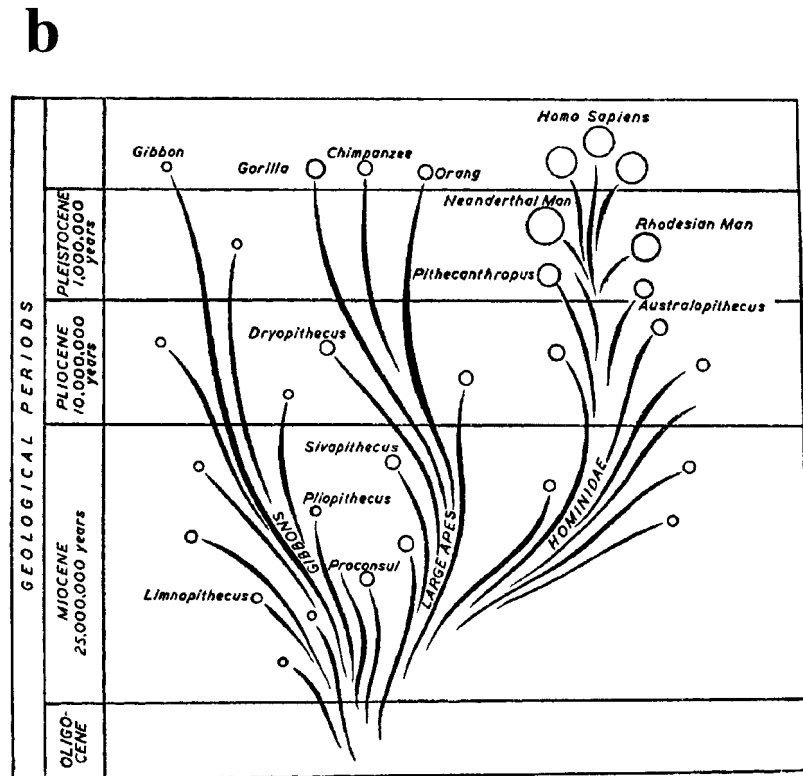 b
Homo Sapiens
Gibbon
Gorilla
Chimpanzee
Orang
Neanderthal Man
Rhodesian Man
Pithecanthropus
Australopithecus
Dryopithecus
Sivapithecus
Pliopithecus
Proconsul
Limnopithecus
GIBBONS
LARGE APES
HOMINIDAE
GEOLOGICAL PERIODS
PLEISTOCENE
1,000.000
years
PLIOCENE
10.000.000
years
MIOCENE
25,000.000 years
OLIGO-
CENE